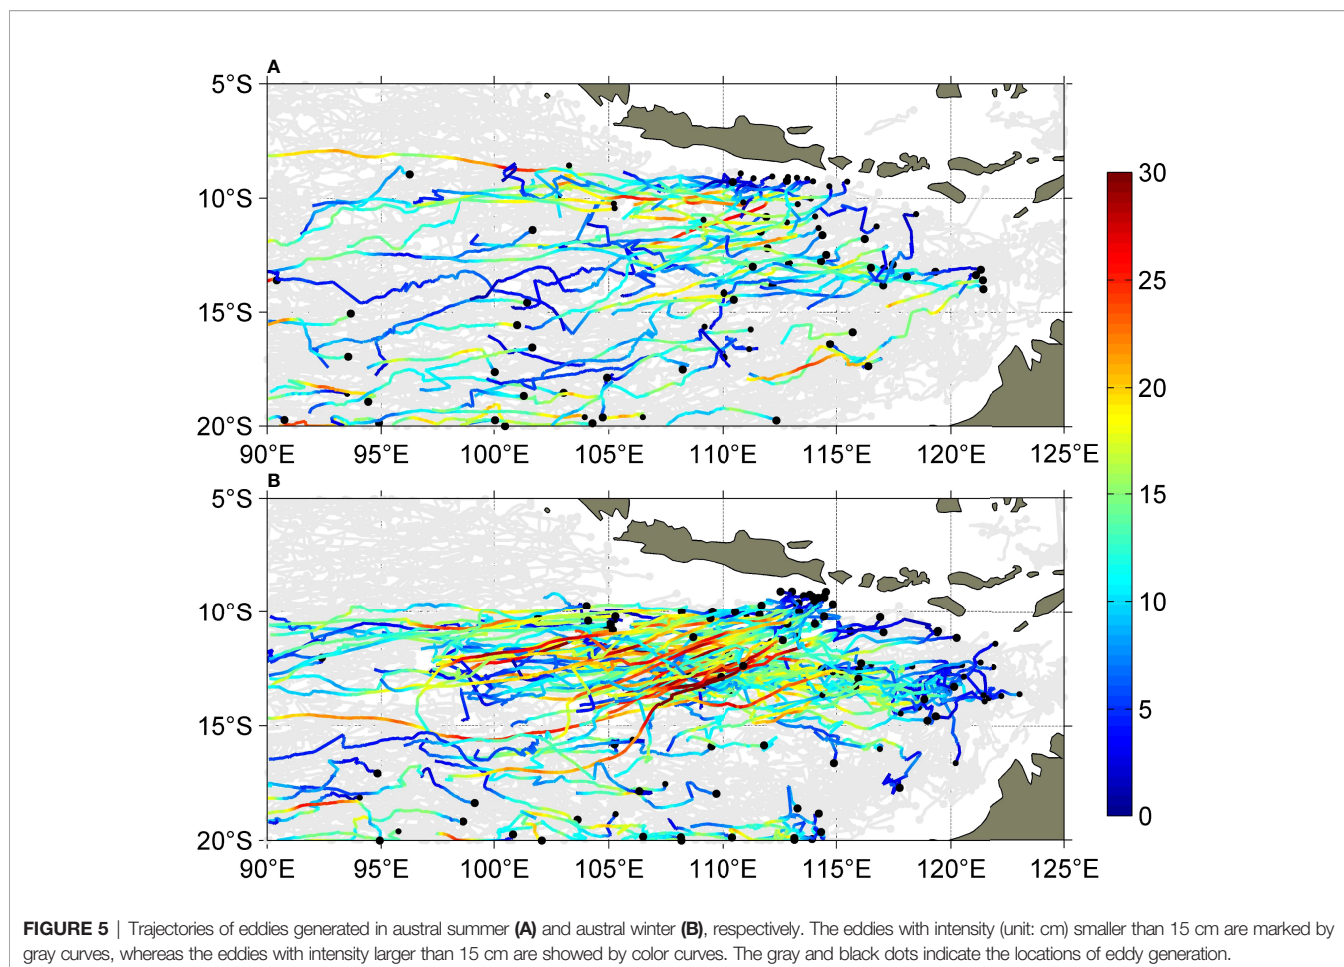 A
5°S
10°S
15°S
20°S
90°E 95°E 100°E 105°E 110°E 115°E 120°E 125°E
B
5°S
10°S
15°S
20°S
90°E 95°E 100°E 105°E 110°E 115°E 120°E 125°E
30
25
20
15
10
5
0
FIGURE 5 | Trajectories of eddies generated in austral summer (A) and austral winter (B), respectively. The eddies with intensity (unit: cm) smaller than 15 cm are marked by
gray curves, whereas the eddies with intensity larger than 15 cm are showed by color curves. The gray and black dots indicate the locations of eddy generation.